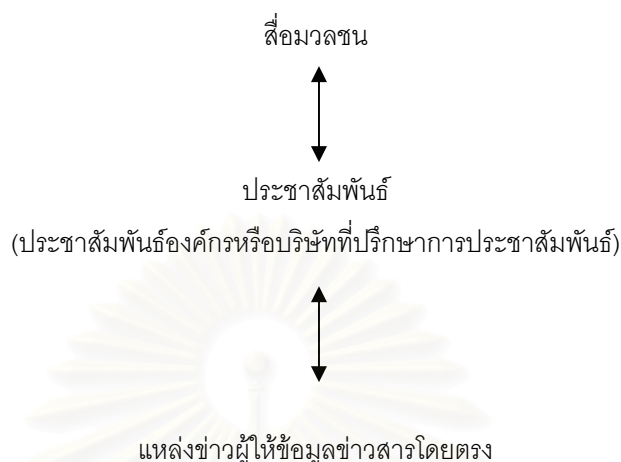 สื่อมวลชน
ประชาสัมพันธ์
(ประชาสัมพันธ์องค์กรหรือบริษัทที่ปรึกษาการประชาสัมพันธ์)
แหล่งข่าวผู้ให้ข้อมูลข่าวสารโดยตรง